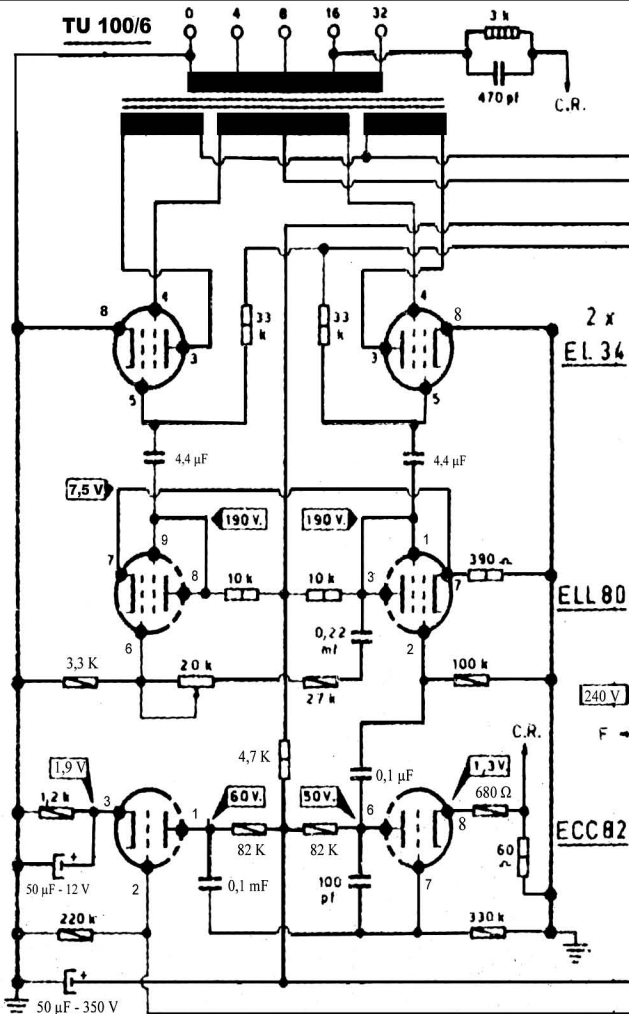 TU 100/6
0 4 8 16 32
3 k
470 pf
C.R.
4
8
3
5
33 k
33 k
4
8
3
5
2 x
EL 34
4,4 µF
4,4 µF
7,5 V
190 V.
190 V.
9
7
8
6
10 k
10 k
1
3
7
2
390 Ω
ELL 80
0,22 mf
3,3 K
20 k
27 k
100 k
240 V
F
C.R.
4,7 K
0,1 µF
1,9 V
1,2 k
3
1
2
60 V.
50 V.
6
8
7
1,3 V
680 Ω
82 K
82 K
60 Ω
ECC 82
50 µF - 12 V
+
0,1 mF
100 pf
220 k
330 k
+
50 µF - 350 V